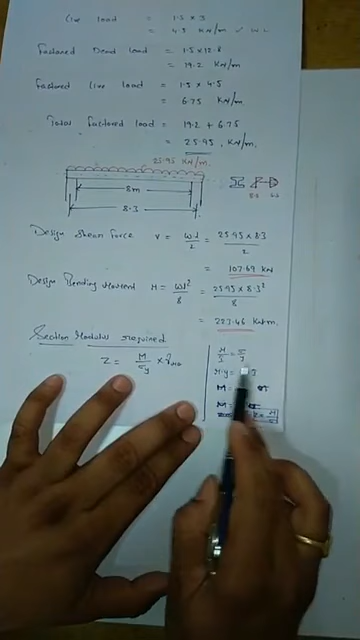 Live load = 1.5 x 3
= 4.5 KN/m
Factored Dead load = 1.5 x 12.8
= 19.2 KN/m
Factored Live load = 1.5 x 4.5
= 6.75 KN/m
Total factored load = 19.2 + 6.75
= 25.95 KN/m.
25.95 KN/m.
8m
8.3
Design Shear force V = wl/2 = 25.95 x 8.3/2
= 107.69 KN
Design Bending Moment M = wl²/8 = 25.95 x 8.3²/8
= 223.46 KN-m
Section Modulus required
Z = M/σy x γmo
M/I = σ/y
M.y =
M =
M =